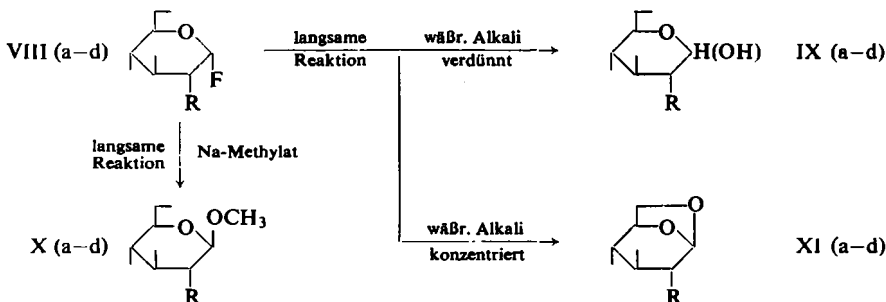 VIII (a–d)
O
F
R
langsame
Reaktion
wäßr. Alkali
verdünnt
O
H(OH)
R
IX (a–d)
langsame
Reaktion
Na-Methylat
X (a–d)
O
OCH3
R
wäßr. Alkali
konzentriert
O
O
R
XI (a–d)